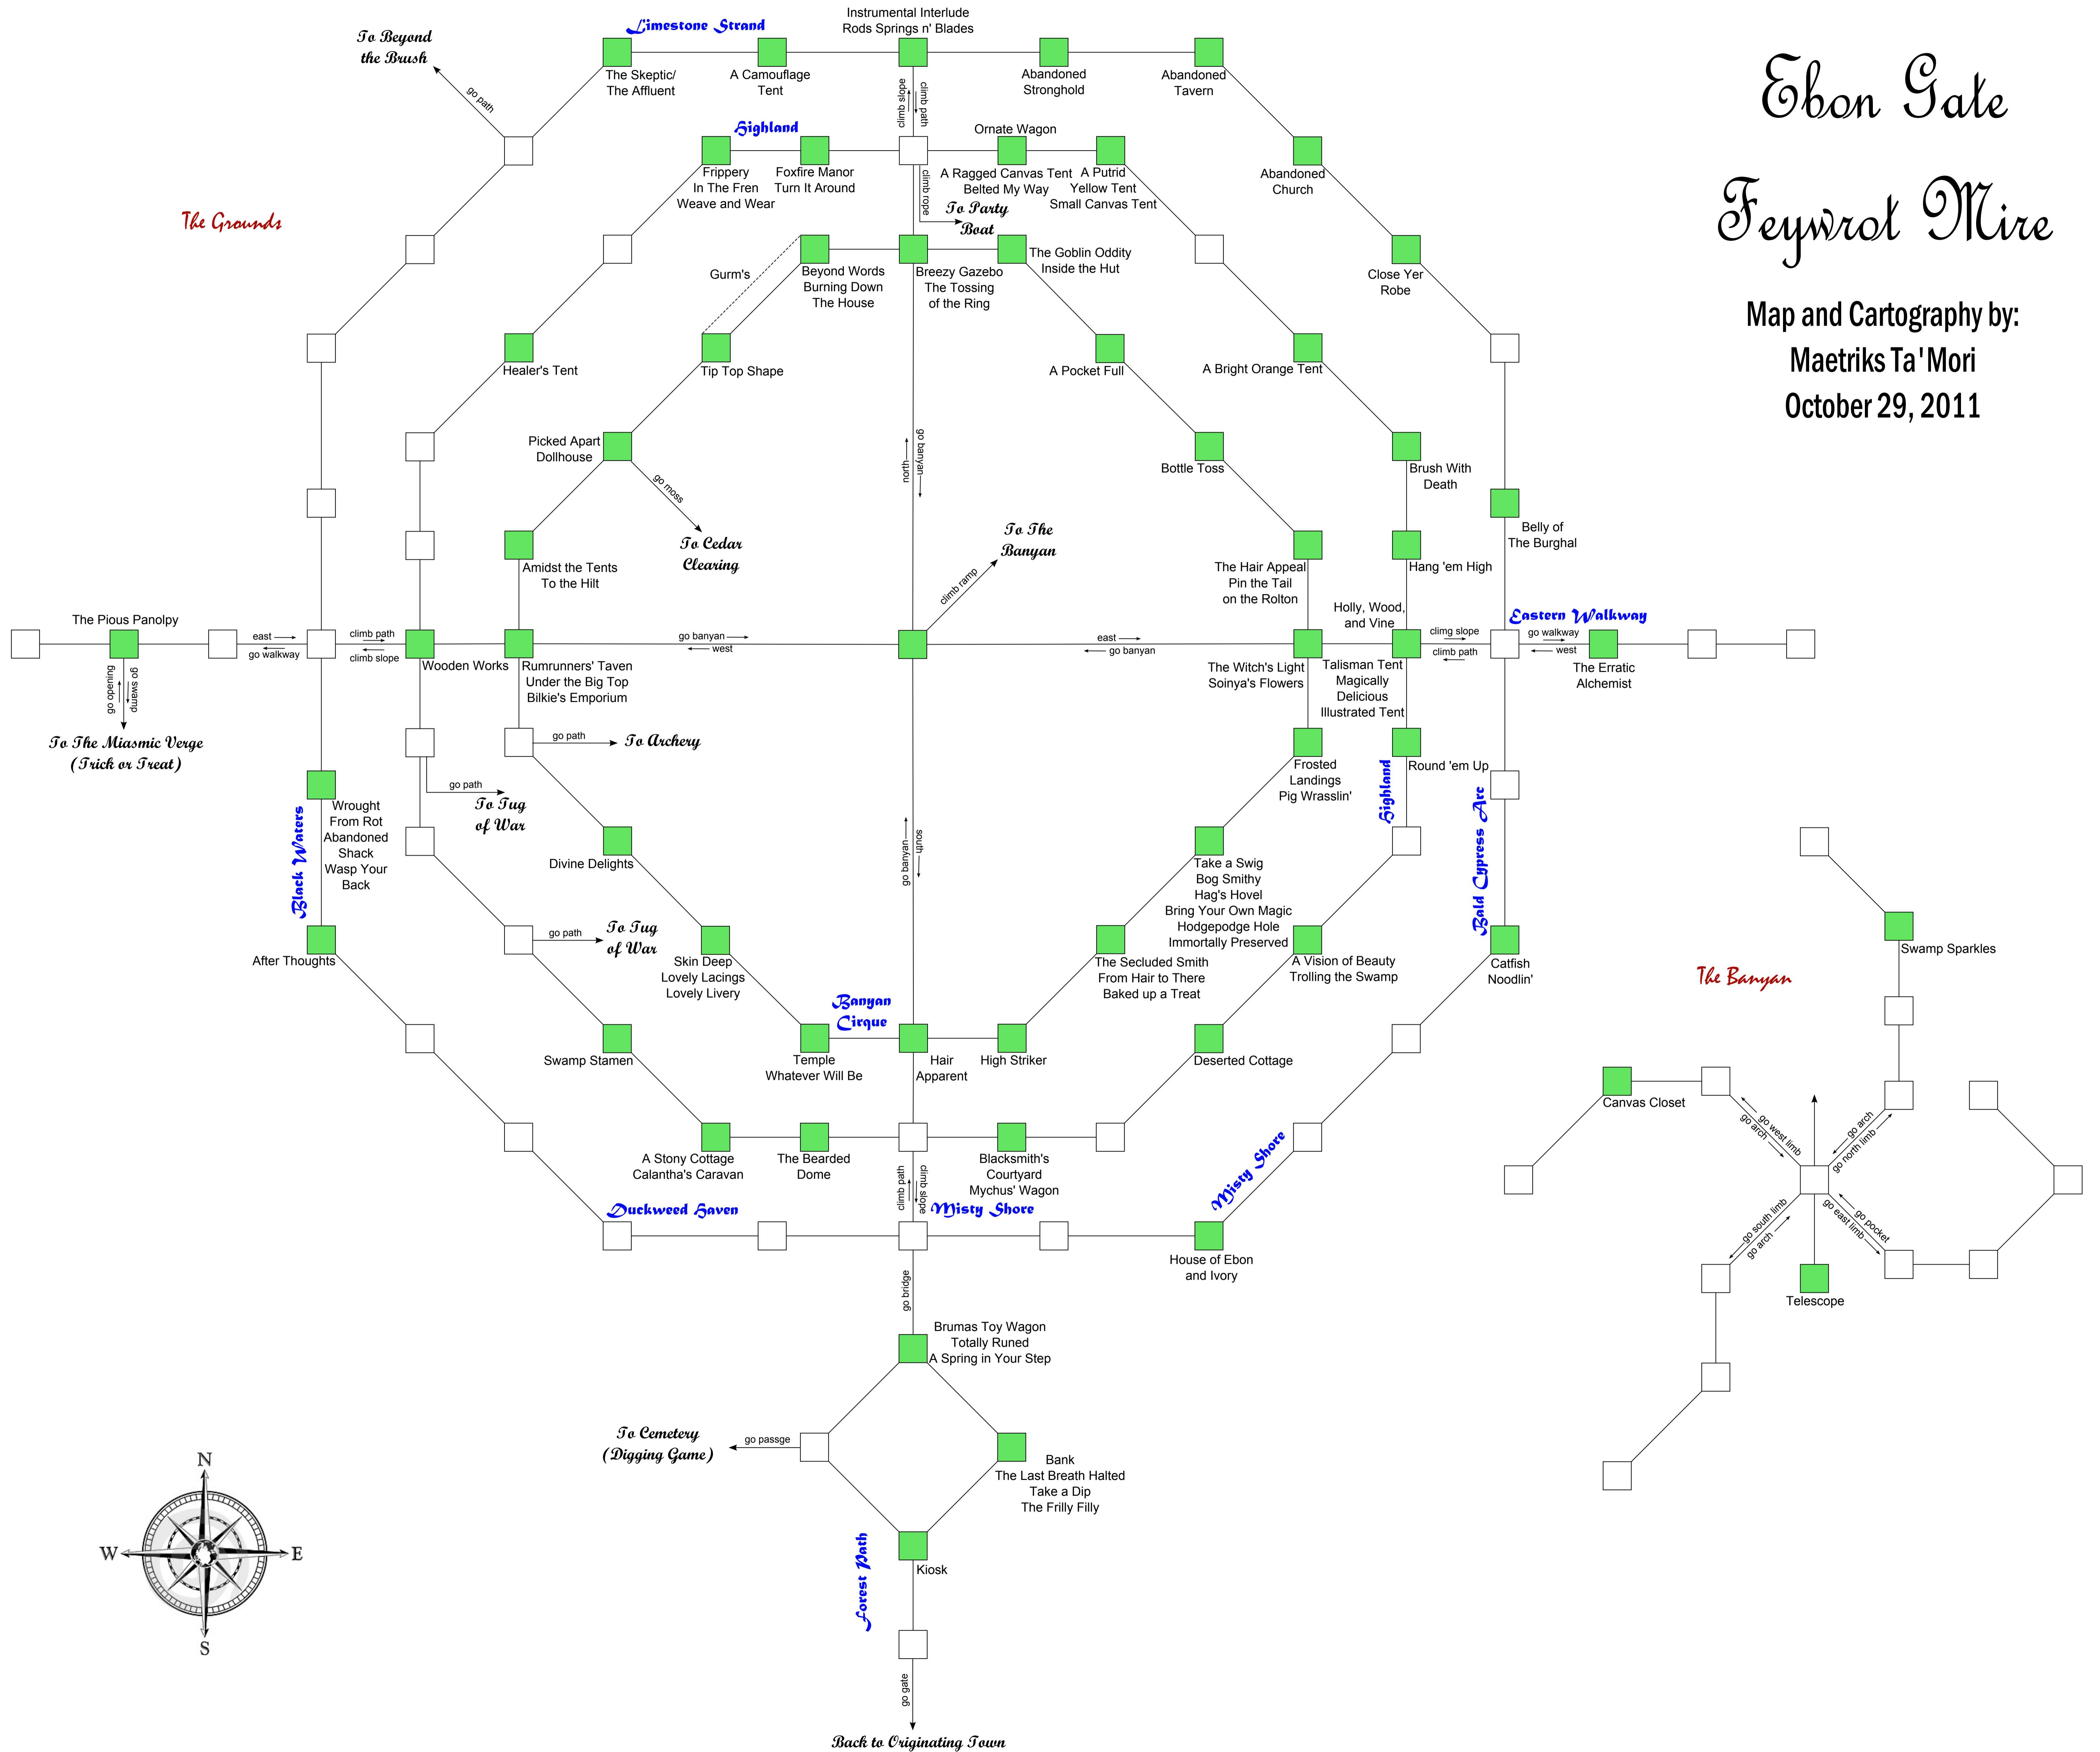 Ebon Gate
Feywrot Mire
Map and Cartography by:
Maetriks Ta'Mori
October 29, 2011
The Grounds
To Beyond
the Brush
go path
Limestone Strand
The Skeptic/
The Affluent
A Camouflage
Tent
Instrumental Interlude
Rods Springs n' Blades
Abandoned
Stronghold
Abandoned
Tavern
climb slope
climb path
Highland
Frippery
In The Fren
Weave and Wear
Foxfire Manor
Turn It Around
Ornate Wagon
A Ragged Canvas Tent
Belted My Way
A Putrid
Yellow Tent
Small Canvas Tent
Abandoned
Church
climb rope
To Party
Boat
Gurm's
Beyond Words
Burning Down
The House
Breezy Gazebo
The Tossing
of the Ring
The Goblin Oddity
Inside the Hut
Close Yer
Robe
Healer's Tent
Tip Top Shape
A Pocket Full
A Bright Orange Tent
Picked Apart
Dollhouse
go moss
To Cedar
Clearing
north
go banyan
Bottle Toss
Brush With
Death
Belly of
The Burghal
Amidst the Tents
To the Hilt
To The
Banyan
climb ramp
The Hair Appeal
Pin the Tail
on the Rolton
Hang 'em High
Holly, Wood,
and Vine
Eastern Walkway
The Pious Panolpy
east
go walkway
climb path
climb slope
go banyan
west
east
go banyan
climg slope
climb path
go walkway
west
go opening
go swamp
To The Miasmic Verge
(Trick or Treat)
Wooden Works
Rumrunners' Taven
Under the Big Top
Bilkie's Emporium
The Witch's Light
Soinya's Flowers
Talisman Tent
Magically
Delicious
Illustrated Tent
The Erratic
Alchemist
go path
To Archery
go path
To Tug
of War
Frosted
Landings
Pig Wrasslin'
Highland
Round 'em Up
Black Waters
Wrought
From Rot
Abandoned
Shack
Wasp Your
Back
Divine Delights
go banyan
south
Take a Swig
Bog Smithy
Hag's Hovel
Bring Your Own Magic
Hodgepodge Hole
Immortally Preserved
Bald Cypress Arc
After Thoughts
go path
To Tug
of War
Skin Deep
Lovely Lacings
Lovely Livery
The Secluded Smith
From Hair to There
Baked up a Treat
A Vision of Beauty
Trolling the Swamp
Catfish
Noodlin'
Banyan
Cirque
Swamp Stamen
Temple
Whatever Will Be
Hair
Apparent
High Striker
Deserted Cottage
A Stony Cottage
Calantha's Caravan
The Bearded
Dome
Blacksmith's
Courtyard
Mychus' Wagon
climb path
climb slope
Duckweed Haven
Misty Shore
Misty Shore
House of Ebon
and Ivory
go bridge
Brumas Toy Wagon
Totally Runed
A Spring in Your Step
To Cemetery
(Digging Game)
go passge
Bank
The Last Breath Halted
Take a Dip
The Frilly Filly
Forest Path
Kiosk
go gate
Back to Originating Town
The Banyan
Swamp Sparkles
Canvas Closet
go west limb
go arch
go arch
go north limb
go south limb
go arch
go pocket
go east limb
Telescope
N
W
E
S